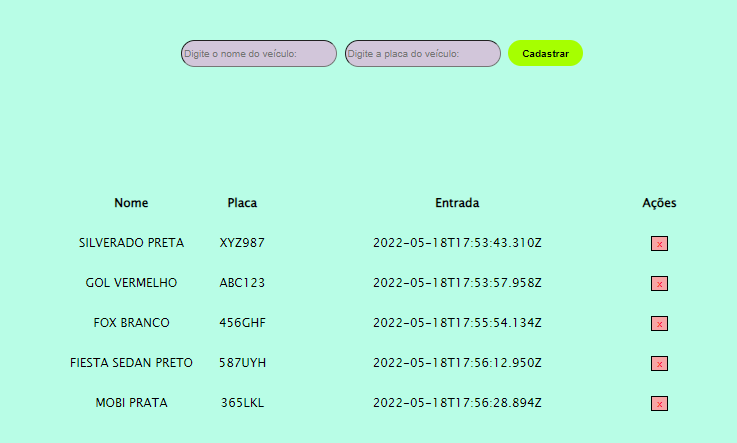 Digite o nome do veículo: Digite a placa do veículo: Cadastrar
Nome Placa Entrada Ações
SILVERADO PRETA XYZ987 2022-05-18T17:53:43.310Z x
GOL VERMELHO ABC123 2022-05-18T17:53:57.958Z x
FOX BRANCO 456GHF 2022-05-18T17:55:54.134Z x
FIESTA SEDAN PRETO 587UYH 2022-05-18T17:56:12.950Z x
MOBI PRATA 365LKL 2022-05-18T17:56:28.894Z x